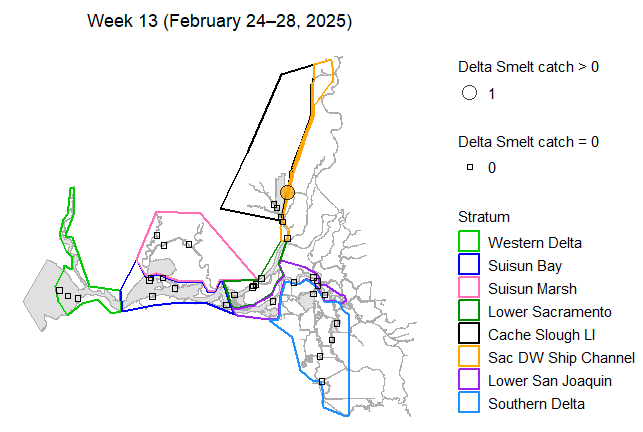 Week 13 (February 24–28, 2025)
Delta Smelt catch > 0
1
Delta Smelt catch = 0
0
Stratum
Western Delta
Suisun Bay
Suisun Marsh
Lower Sacramento
Cache Slough LI
Sac DW Ship Channel
Lower San Joaquin
Southern Delta